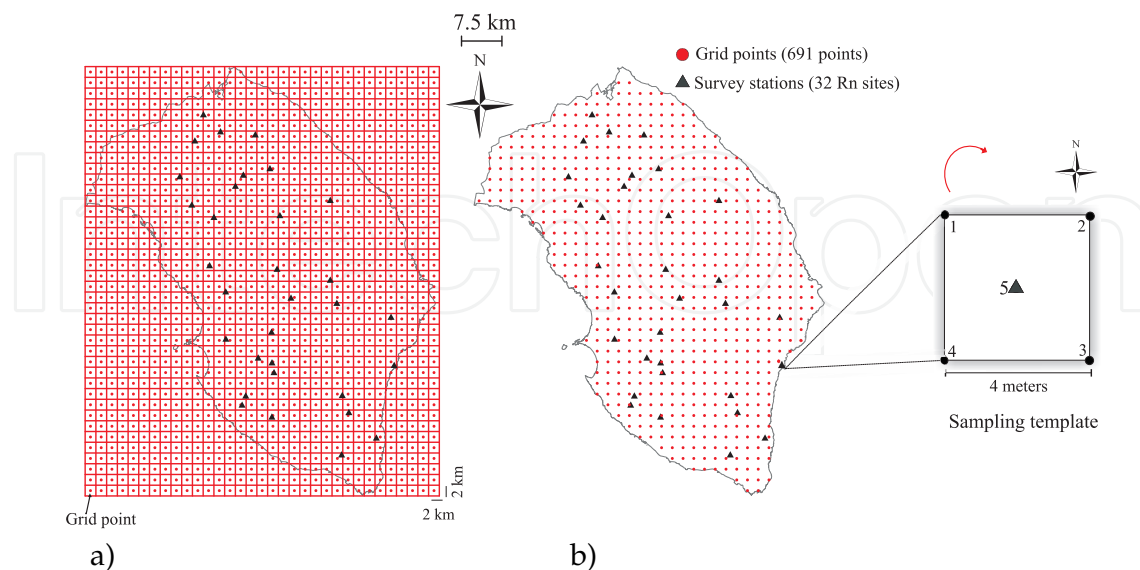 7.5 km
N
Grid points (691 points)
Survey stations (32 Rn sites)
N
1
2
5
4
3
4 meters
Sampling template
2 km
2 km
Grid point
a)
b)
InTechOpen